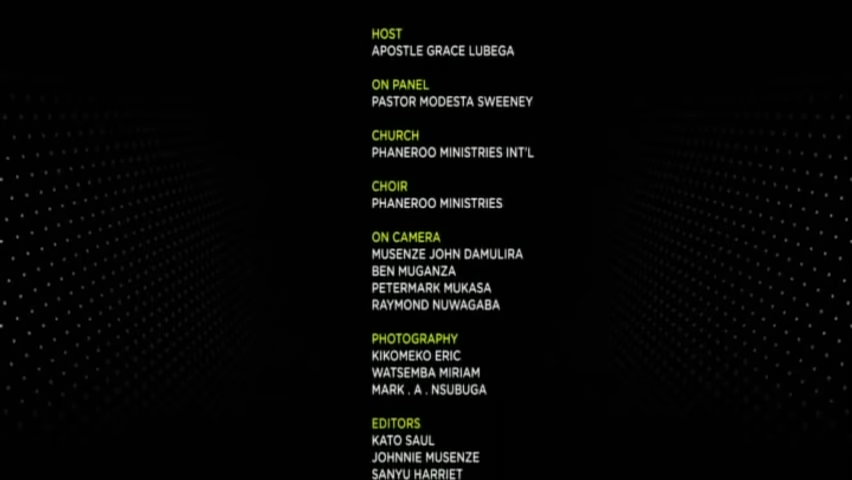 HOST
APOSTLE GRACE LUBEGA
ON PANEL
PASTOR MODESTA SWEENEY
CHURCH
PHANEROO MINISTRIES INT'L
CHOIR
PHANEROO MINISTRIES
ON CAMERA
MUSENZE JOHN DAMULIRA
BEN MUGANZA
PETERMARK MUKASA
RAYMOND NUWAGABA
PHOTOGRAPHY
KIKOMEKO ERIC
WATSEMBA MIRIAM
MARK . A . NSUBUGA
EDITORS
KATO SAUL
JOHNNIE MUSENZE
SANYU HARRIET